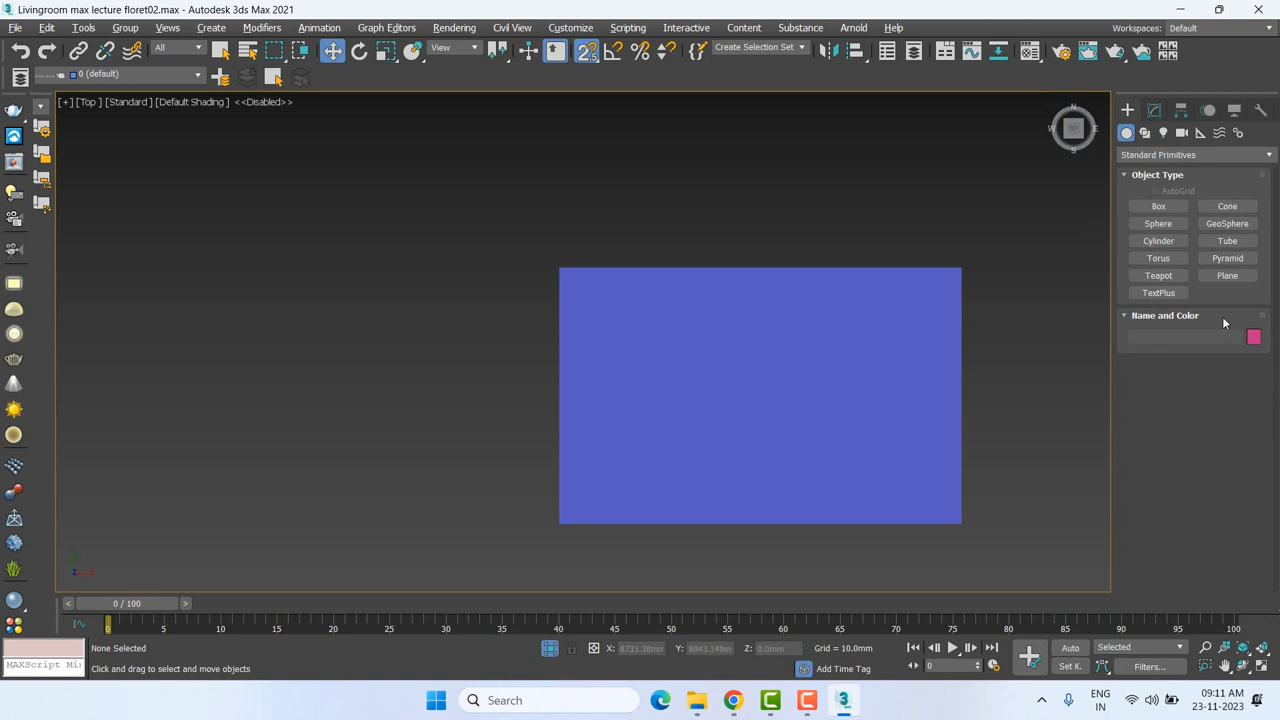 Livingroom max lecture floret02.max - Autodesk 3ds Max 2021
File Edit Tools Group Views Create Modifiers Animation Graph Editors Rendering Civil View Customize Scripting Interactive Content Substance Arnold Help
Workspaces: Default
All
View
Create Selection Set
0 (default)
[+] [Top ] [Standard ] [Default Shading ] <<Disabled>>
N
W E
S
Standard Primitives
Object Type
AutoGrid
Box Cone
Sphere GeoSphere
Cylinder Tube
Torus Pyramid
Teapot Plane
TextPlus
Name and Color
< 0 / 100 >
0 5 10 15 20 25 30 35 40 45 50 55 60 65 70 75 80 85 90 95 100
None Selected
X: 8733.38mm Y: 8943.149m Z: 0.0mm Grid = 10.0mm
Auto Selected
MAXScript Mi
Click and drag to select and move objects
Add Time Tag
Set K. Filters...
0
Search
ENG
IN
09:11 AM
23-11-2023